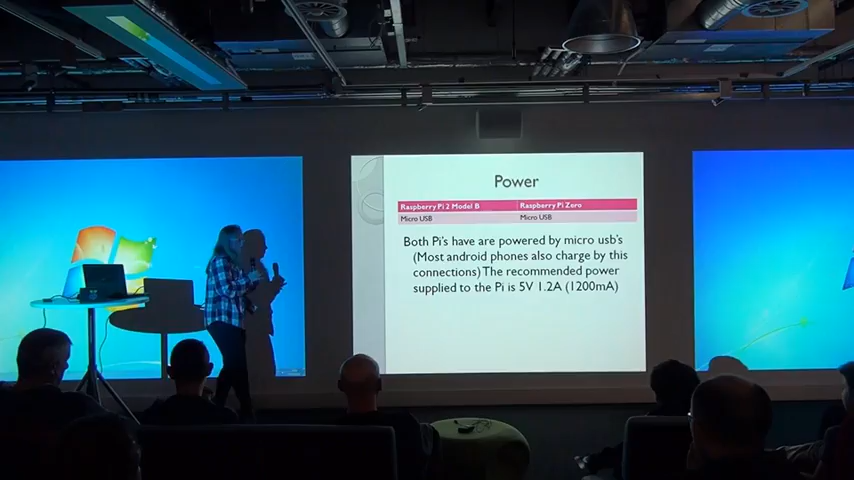 Power
Raspberry Pi 2 Model B Raspberry Pi Zero
Micro USB Micro USB
Both Pi's have are powered by micro usb's
(Most android phones also charge by this
connections) The recommended power
supplied to the Pi is 5V 1.2A (1200mA)